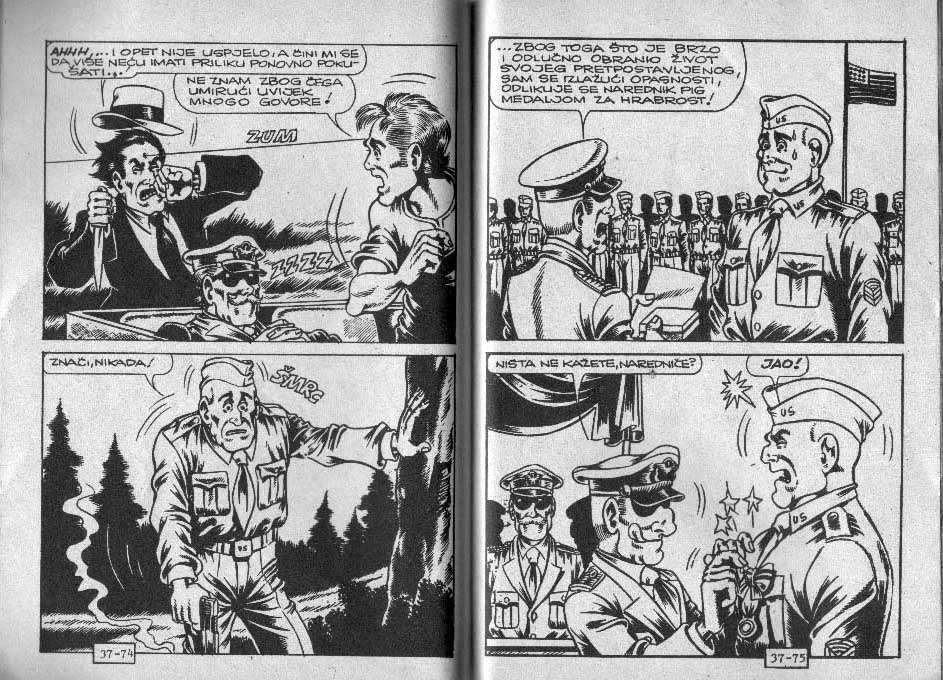 AHHH,... I OPET NIJE USPJELO, A ČINI MI SE
DA VIŠE NEĆU IMATI PRILIKU PONOVNO POKU-
ŠATI...!
NE ZNAM ZBOG ČEGA
UMIRUĆI UVIJEK
MNOGO GOVORE!
ZUM
ZZZZ
ZNAČI, NIKADA!
ŠMRC
US
37-74
...ZBOG TOGA ŠTO JE BRZO
I ODLUČNO OBRANIO ŽIVOT
SVOJEG PRETPOSTAVLJENOG,
SAM SE IZLAŽUĆI OPASNOSTI,
ODLIKUJE SE NAREDNIK PIG
MEDALJOM ZA HRABROST!
US
US
NIŠTA NE KAŽETE, NAREDNIČE?
JAO!
US
US
37-75